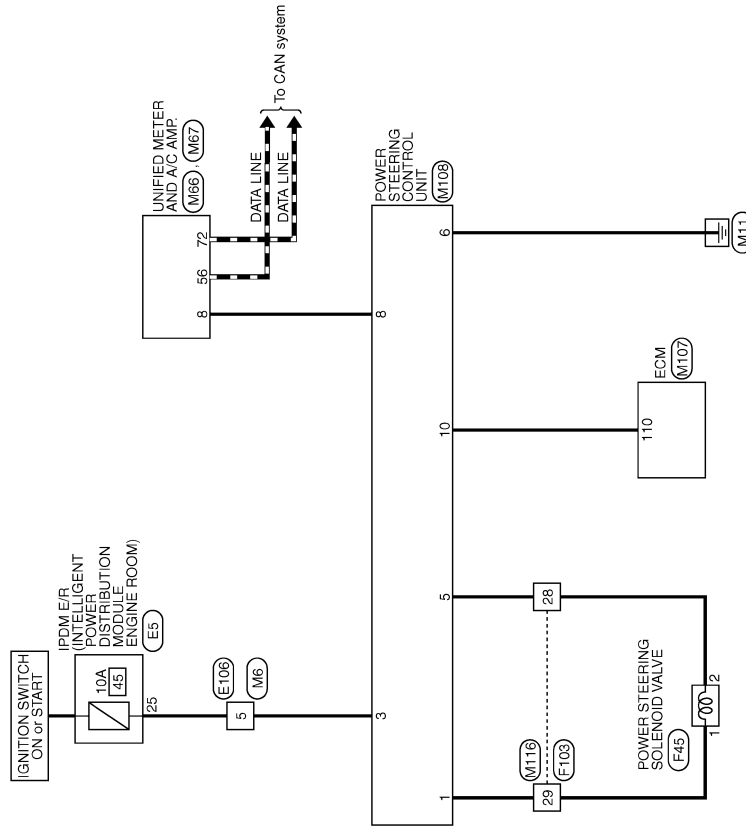 IGNITION SWITCH
ON or START
IPDM E/R
(INTELLIGENT
POWER
DISTRIBUTION
MODULE
ENGINE ROOM)
E5
10A
45
25
E106
5
M6
3
UNIFIED METER
AND A/C AMP.
M66 , M67
8
56
72
DATA LINE
DATA LINE
To CAN system
8
POWER
STEERING
CONTROL
UNIT
M108
1
5
10
6
M116
29
28
F103
POWER STEERING
SOLENOID VALVE
F45
1
2
110
ECM
M107
M11